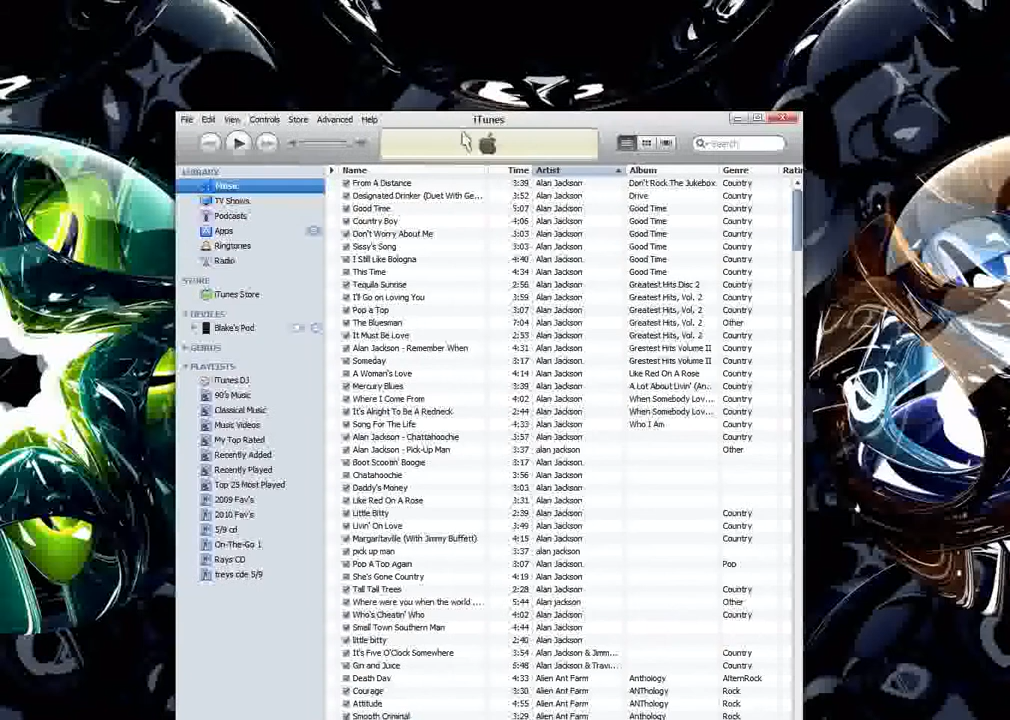 File Edit View Controls Store Advanced Help iTunes
Search
LIBRARY
Music
TV Shows
Podcasts
Apps
Ringtones
Radio
STORE
iTunes Store
DEVICES
Blake's iPod
GENIUS
PLAYLISTS
iTunes DJ
90's Music
Classical Music
Music Videos
My Top Rated
Recently Added
Recently Played
Top 25 Most Played
2009 Fav's
2010 Fav's
5/9 cd
On-The-Go 1
Rays CD
treys cde 5/9
Name Time Artist Album Genre
From A Distance 3:39 Alan Jackson Don't Rock The Jukebox Country
Designated Drinker (Duet With Ge... 3:52 Alan Jackson Drive Country
Good Time 5:07 Alan Jackson Good Time Country
Country Boy 4:06 Alan Jackson Good Time Country
Don't Worry About Me 3:03 Alan Jackson Good Time Country
Sissy's Song 3:03 Alan Jackson Good Time Country
I Still Like Bologna 4:40 Alan Jackson Good Time Country
This Time 4:34 Alan Jackson Good Time Country
Tequila Sunrise 2:56 Alan Jackson Greatest Hits Disc 2 Country
I'll Go on Loving You 3:59 Alan Jackson Greatest Hits, Vol. 2 Country
Pop a Top 3:07 Alan Jackson Greatest Hits, Vol. 2 Country
The Bluesman 7:04 Alan Jackson Greatest Hits, Vol. 2 Other
It Must Be Love 2:53 Alan Jackson Greatest Hits, Vol. 2 Country
Alan Jackson - Remember When 4:31 Alan Jackson Grestest Hits Volume II Country
Someday 3:17 Alan Jackson Grestest Hits Volume II Country
A Woman's Love 4:14 Alan Jackson Like Red On A Rose Country
Mercury Blues 3:39 Alan Jackson A Lot About Livin' (An... Country
Where I Come From 4:02 Alan Jackson When Somebody Lov... Country
It's Alright To Be A Redneck 2:44 Alan Jackson When Somebody Lov... Country
Song For The Life 4:33 Alan Jackson Who I Am Country
Alan Jackson - Chattahoochie 3:57 Alan Jackson Country
Alan Jackson - Pick-Up Man 3:37 alan jackson Other
Boot Scootin' Boogie 3:17 Alan Jackson
Chatahoochie 3:56 Alan Jackson
Daddy's Money 3:03 Alan Jackson
Like Red On A Rose 3:31 Alan Jackson
Little Bitty 2:39 Alan Jackson Country
Livin' On Love 3:49 Alan Jackson Country
Margaritaville (With Jimmy Buffett) 4:15 Alan Jackson Country
pick up man 3:37 alan jackson
Pop A Top Again 3:07 Alan Jackson Pop
She's Gone Country 4:19 Alan Jackson
Tall Tall Trees 2:28 Alan Jackson Country
Where were you when the world .... 5:44 Alan jackson Other
Who's Cheatin' Who 4:02 Alan Jackson Country
Small Town Southern Man 4:44 Alan Jackson
little bitty 2:40 Alan Jackson
It's Five O'Clock Somewhere 3:54 Alan Jackson & Jimm... Country
Gin and Juice 5:48 Alan Jackson & Travi... Country
Death Day 4:33 Alien Ant Farm Anthology AlternRock
Courage 3:30 Alien Ant Farm ANThology Rock
Attitude 4:55 Alien Ant Farm ANThology Rock
Smooth Criminal 3:29 Alien Ant Farm Anthology Rock